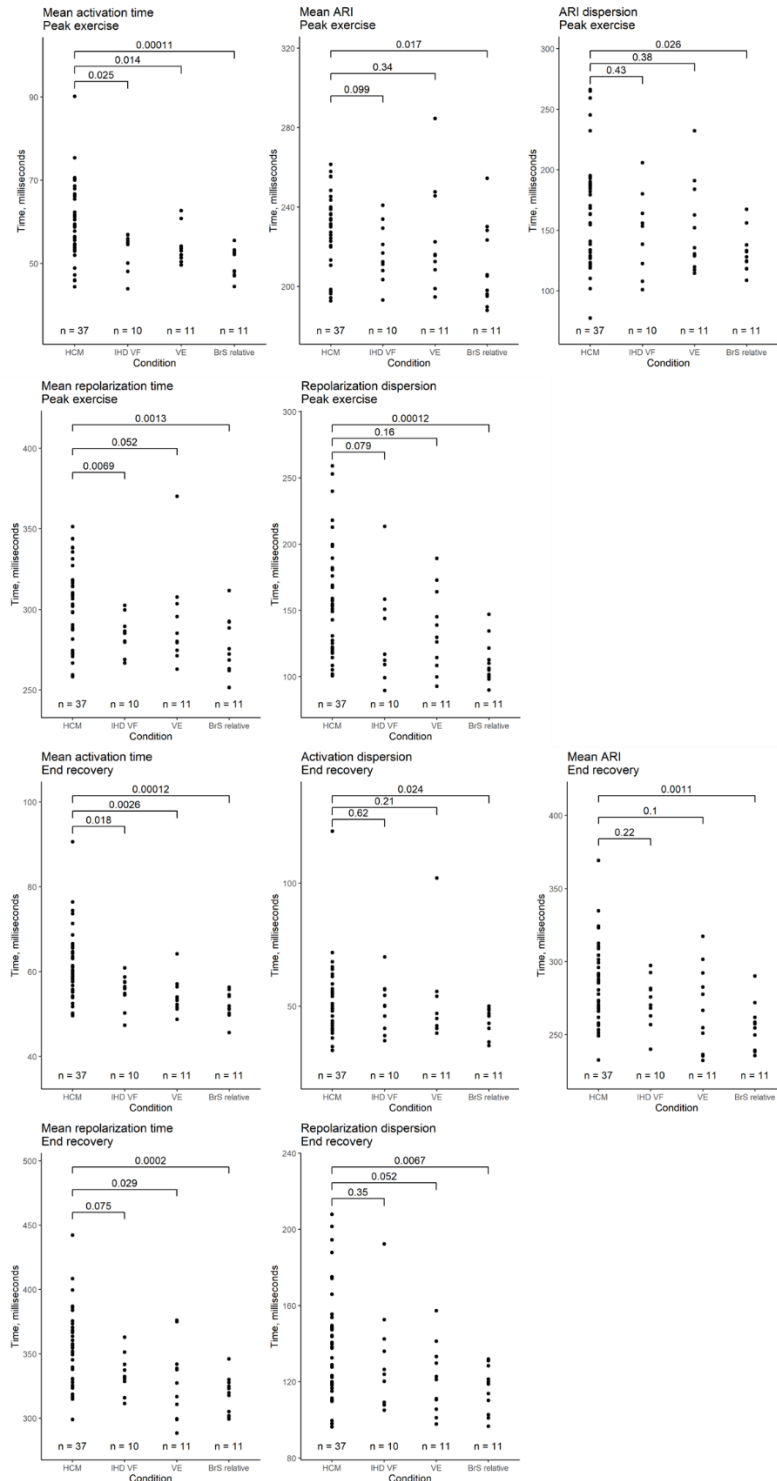 Mean activation time
Peak exercise
0.00011
0.014
0.025
90
70
50
Time, milliseconds
n = 37 n = 10 n = 11 n = 11
HCM IHD VF VE BrS relative
Condition
Mean ARI
Peak exercise
0.017
0.34
0.099
320
280
240
200
Time, milliseconds
n = 37 n = 10 n = 11 n = 11
HCM IHD VF VE BrS relative
Condition
ARI dispersion
Peak exercise
0.026
0.38
0.43
300
250
200
150
100
Time, milliseconds
n = 37 n = 10 n = 11 n = 11
HCM IHD VF VE BrS relative
Condition
Mean repolarization time
Peak exercise
0.0013
0.052
0.0069
400
350
300
250
Time, milliseconds
n = 37 n = 10 n = 11 n = 11
HCM IHD VF VE BrS relative
Condition
Repolarization dispersion
Peak exercise
0.00012
0.16
0.079
300
250
200
150
100
Time, milliseconds
n = 37 n = 10 n = 11 n = 11
HCM IHD VF VE BrS relative
Condition
Mean activation time
End recovery
0.00012
0.0026
0.018
100
80
60
40
Time, milliseconds
n = 37 n = 10 n = 11 n = 11
HCM IHD VF VE BrS relative
Condition
Activation dispersion
End recovery
0.024
0.21
0.62
100
50
Time, milliseconds
n = 37 n = 10 n = 11 n = 11
HCM IHD VF VE BrS relative
Condition
Mean ARI
End recovery
0.0011
0.1
0.22
400
350
300
250
Time, milliseconds
n = 37 n = 10 n = 11 n = 11
HCM IHD VF VE BrS relative
Condition
Mean repolarization time
End recovery
0.0002
0.029
0.075
500
450
400
350
300
Time, milliseconds
n = 37 n = 10 n = 11 n = 11
HCM IHD VF VE BrS relative
Condition
Repolarization dispersion
End recovery
0.0067
0.052
0.35
240
200
160
120
80
Time, milliseconds
n = 37 n = 10 n = 11 n = 11
HCM IHD VF VE BrS relative
Condition